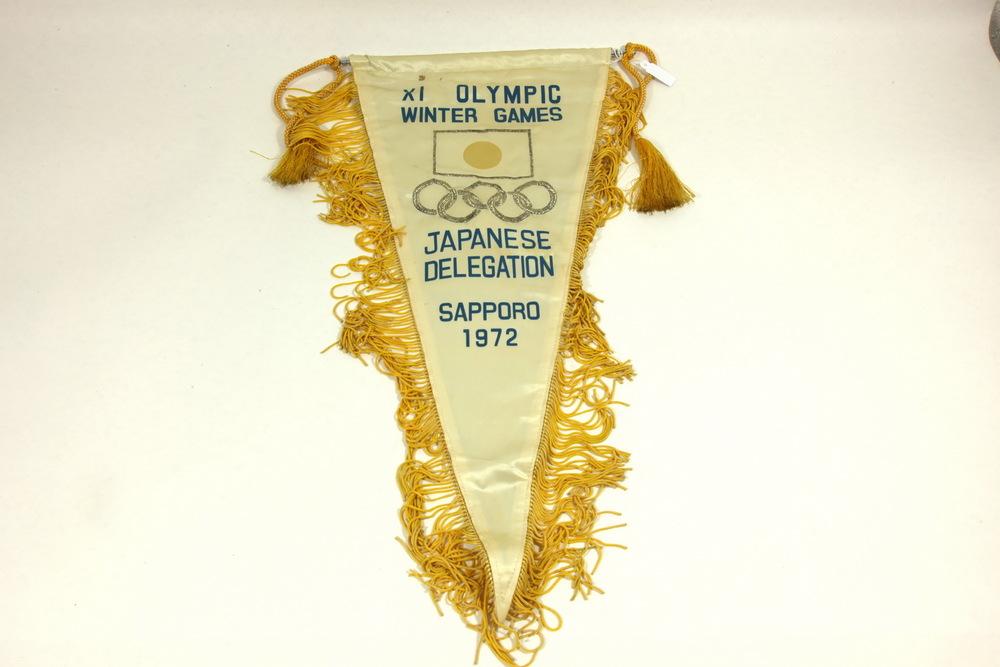 XI OLYMPIC
WINTER GAMES
JAPANESE
DELEGATION
SAPPORO
1972